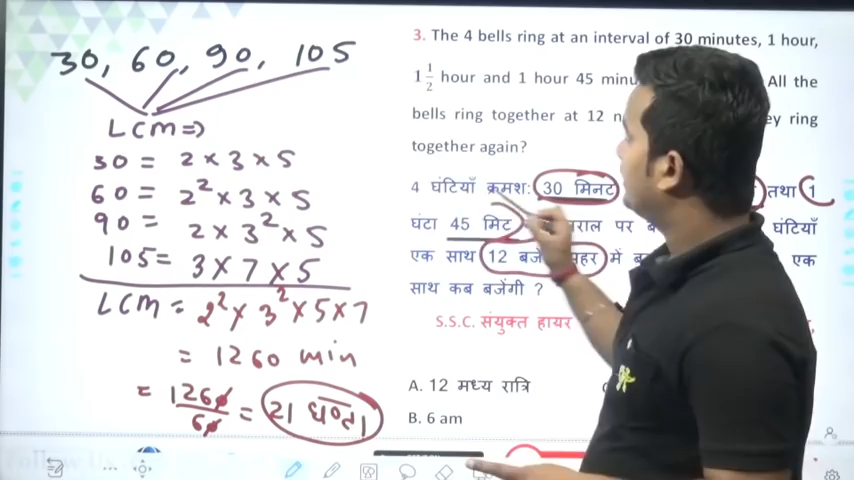 30, 60, 90, 105
LCM=>
30 = 2 × 3 × 5
60 = 2² × 3 × 5
90 = 2 × 3² × 5
105 = 3 × 7 × 5
LCM = 2² × 3² × 5 × 7
= 1260 min
= 1260/60 = 21 घण्टा
3. The 4 bells ring at an interval of 30 minutes, 1 hour,
1 1/2 hour and 1 hour 45 All the
bells ring together at 12 ring
together again?
4 घंटियाँ क्रमश: 30 मिनट तथा 1
घंटा 45 मिट पर घंटियाँ
एक साथ 12 में एक
साथ कब बजेंगी ?
S.S.C. संयुक्त हायर
A. 12 मध्य रात्रि
B. 6 am